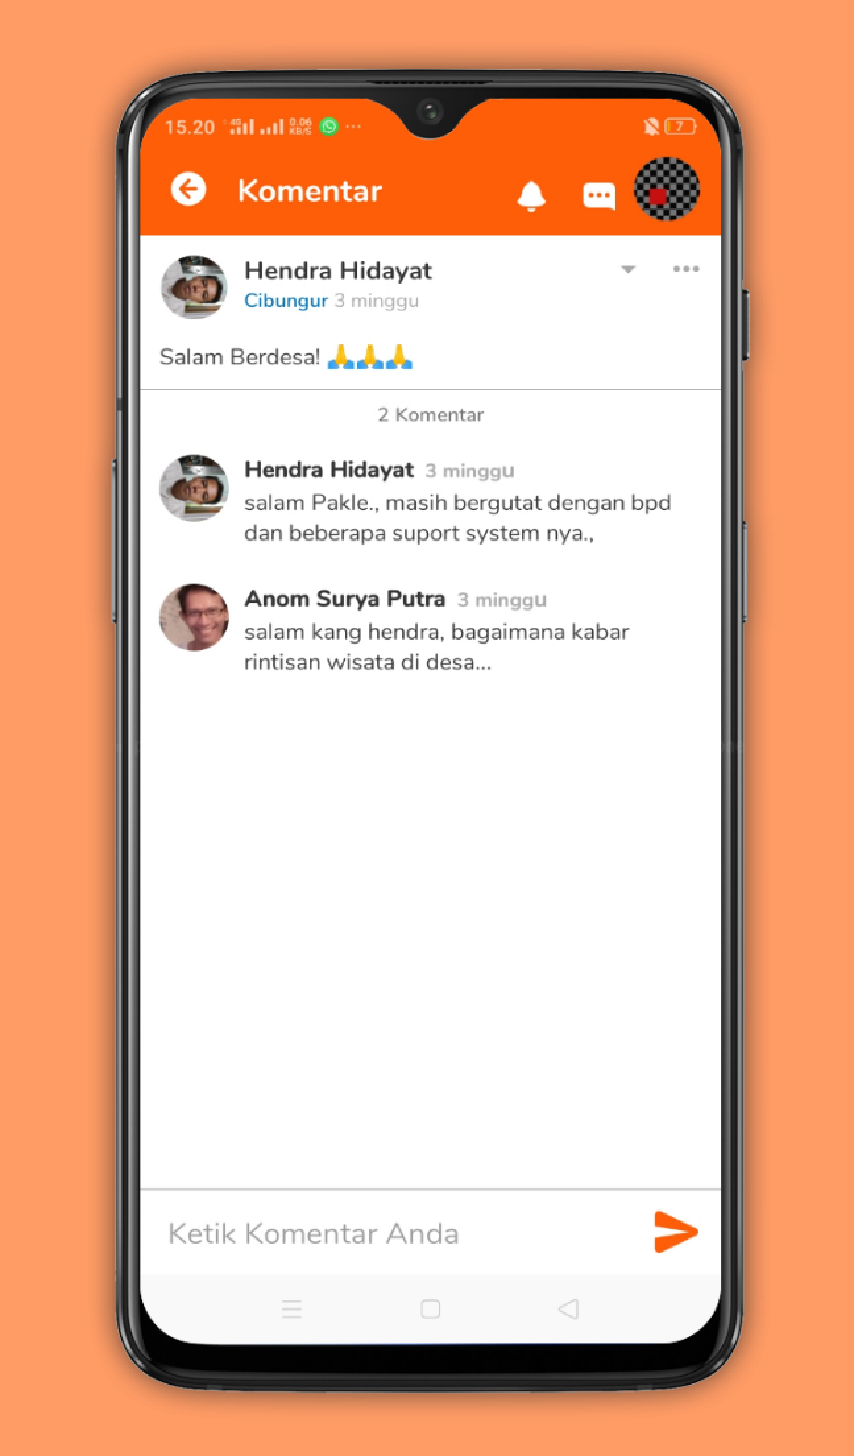 15.20 4G 0.06 KB/S 7
Komentar
Hendra Hidayat
Cibungur 3 minggu
Salam Berdesa! 🙏🙏🙏
2 Komentar
Hendra Hidayat 3 minggu
salam Pakle., masih bergutat dengan bpd
dan beberapa suport system nya.,
Anom Surya Putra 3 minggu
salam kang hendra, bagaimana kabar
rintisan wisata di desa...
Ketik Komentar Anda